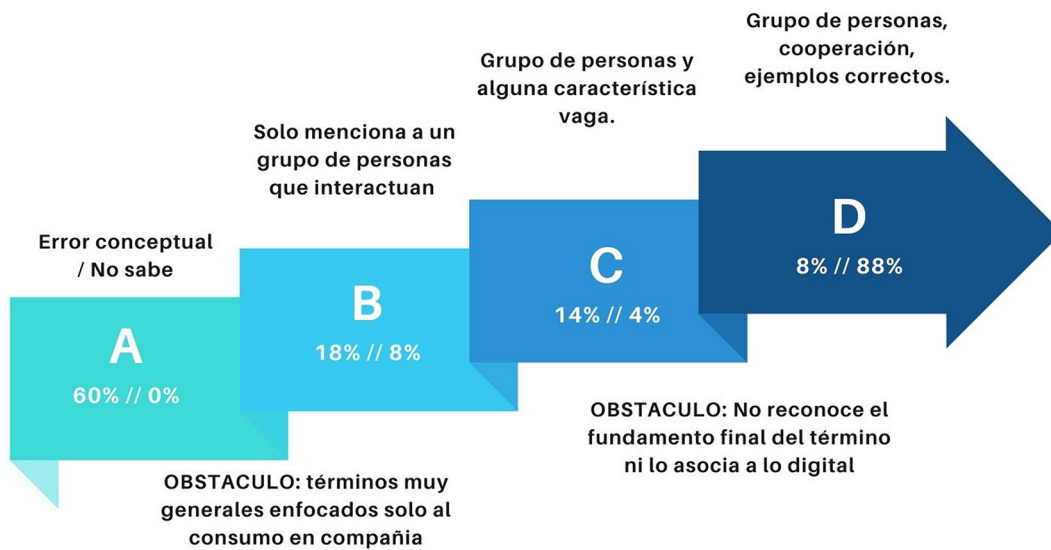 Error conceptual
/ No sabe
A
60% // 0%
Solo menciona a un
grupo de personas
que interactuan
B
18% // 8%
OBSTACULO: términos muy
generales enfocados solo al
consumo en compañia
Grupo de personas y
alguna característica
vaga.
C
14% // 4%
Grupo de personas,
cooperación,
ejemplos correctos.
D
8% // 88%
OBSTACULO: No reconoce el
fundamento final del término
ni lo asocia a lo digital